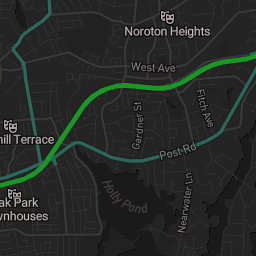 Noroton Heights
West Ave
Gardner St
Fitch Ave
hill Terrace
Post Rd
Holly Pond
Nearwater Ln
ak Park
wnhouses